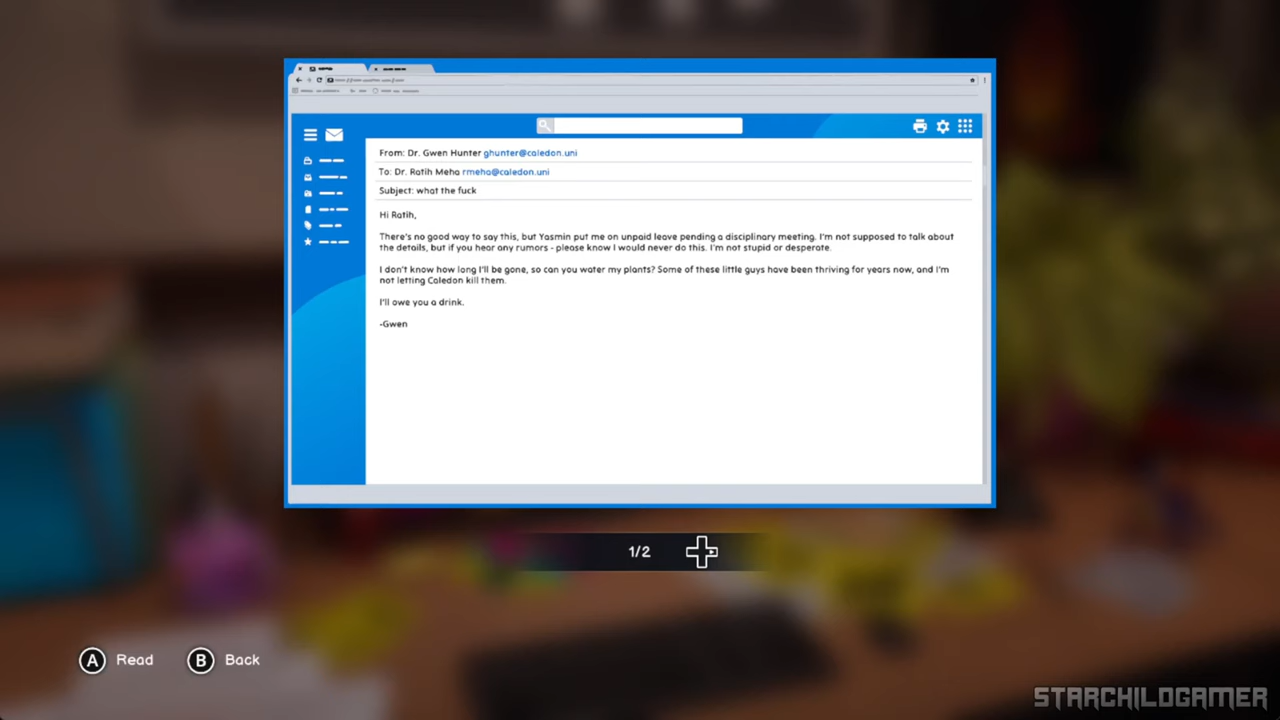 From: Dr. Gwen Hunter ghunter@caledon.uni
To: Dr. Ratih Meha rmeha@caledon.uni
Subject: what the fuck
Hi Ratih,
There's no good way to say this, but Yasmin put me on unpaid leave pending a disciplinary meeting. I'm not supposed to talk about
the details, but if you hear any rumors - please know I would never do this. I'm not stupid or desperate.
I don't know how long I'll be gone, so can you water my plants? Some of these little guys have been thriving for years now, and I'm
not letting Caledon kill them.
I'll owe you a drink.
-Gwen
1/2
A Read B Back
STARCHILDGAMER